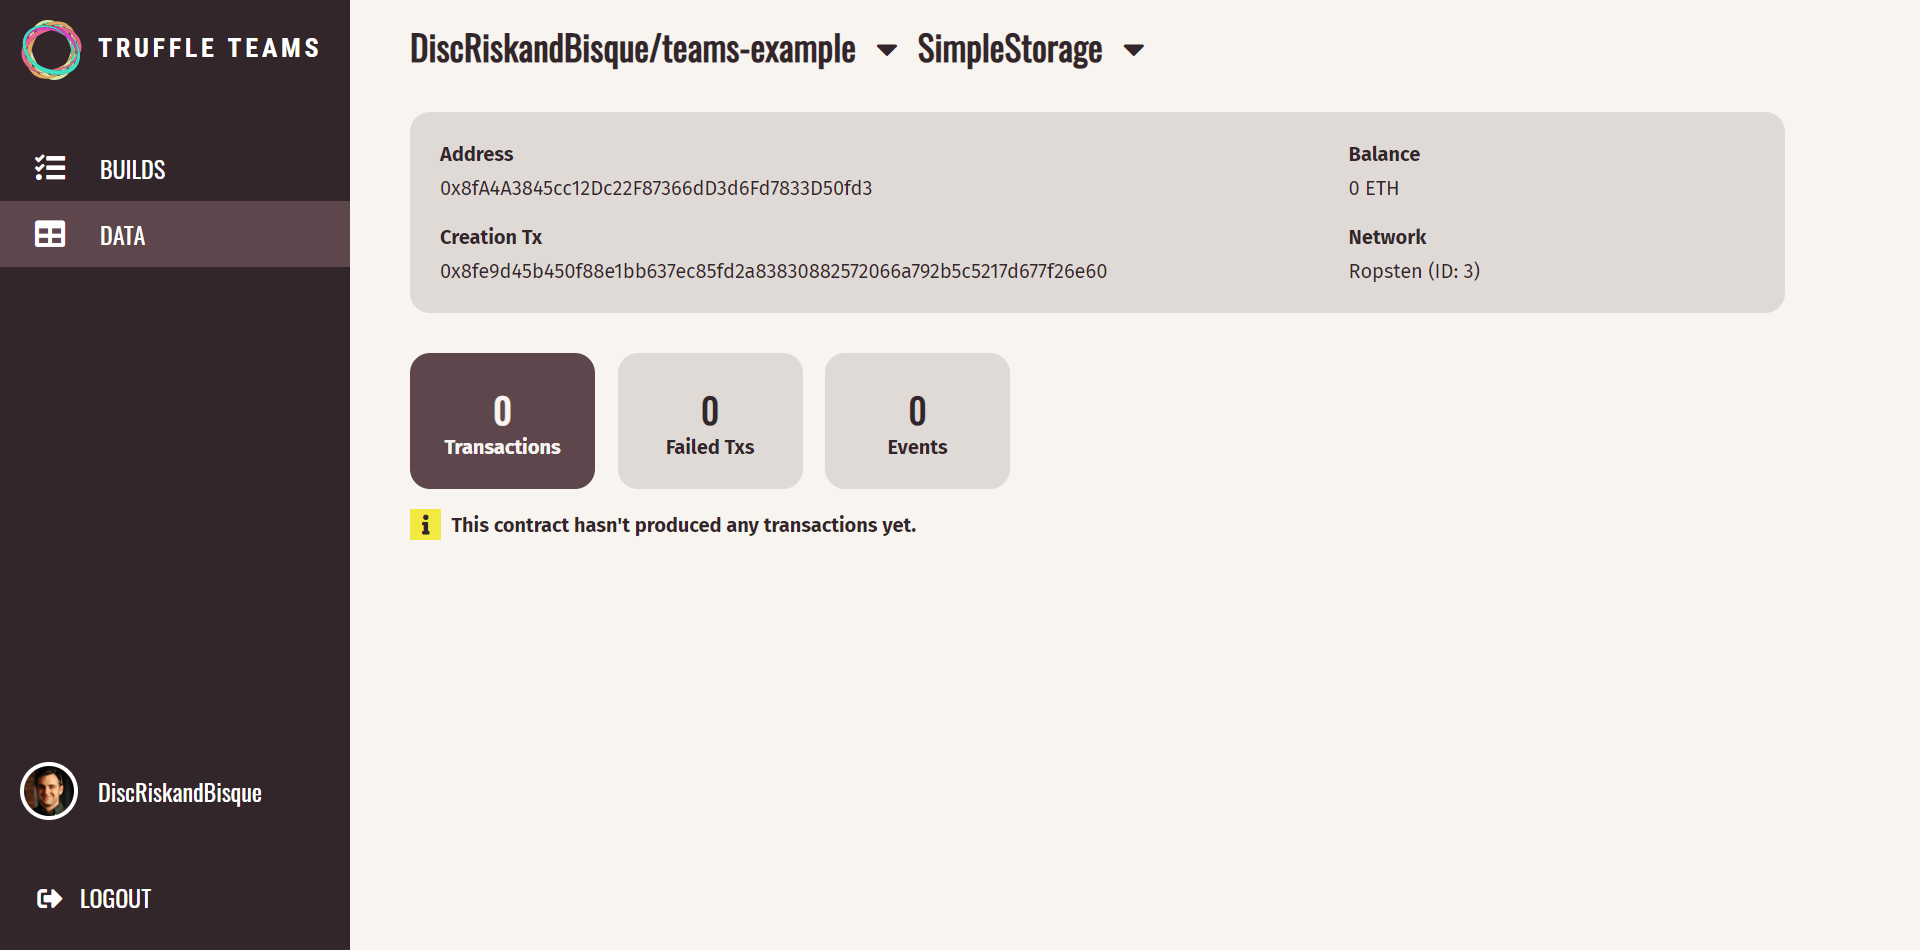 TRUFFLE TEAMS
BUILDS
DATA
DiscRiskandBisque
LOGOUT
DiscRiskandBisque/teams-example SimpleStorage
Address
0x8fA4A3845cc12Dc22F87366dD3d6Fd7833D50fd3
Balance
0 ETH
Creation Tx
0x8fe9d45b450f88e1bb637ec85fd2a83830882572066a792b5c5217d677f26e60
Network
Ropsten (ID: 3)
0
Transactions
0
Failed Txs
0
Events
This contract hasn't produced any transactions yet.